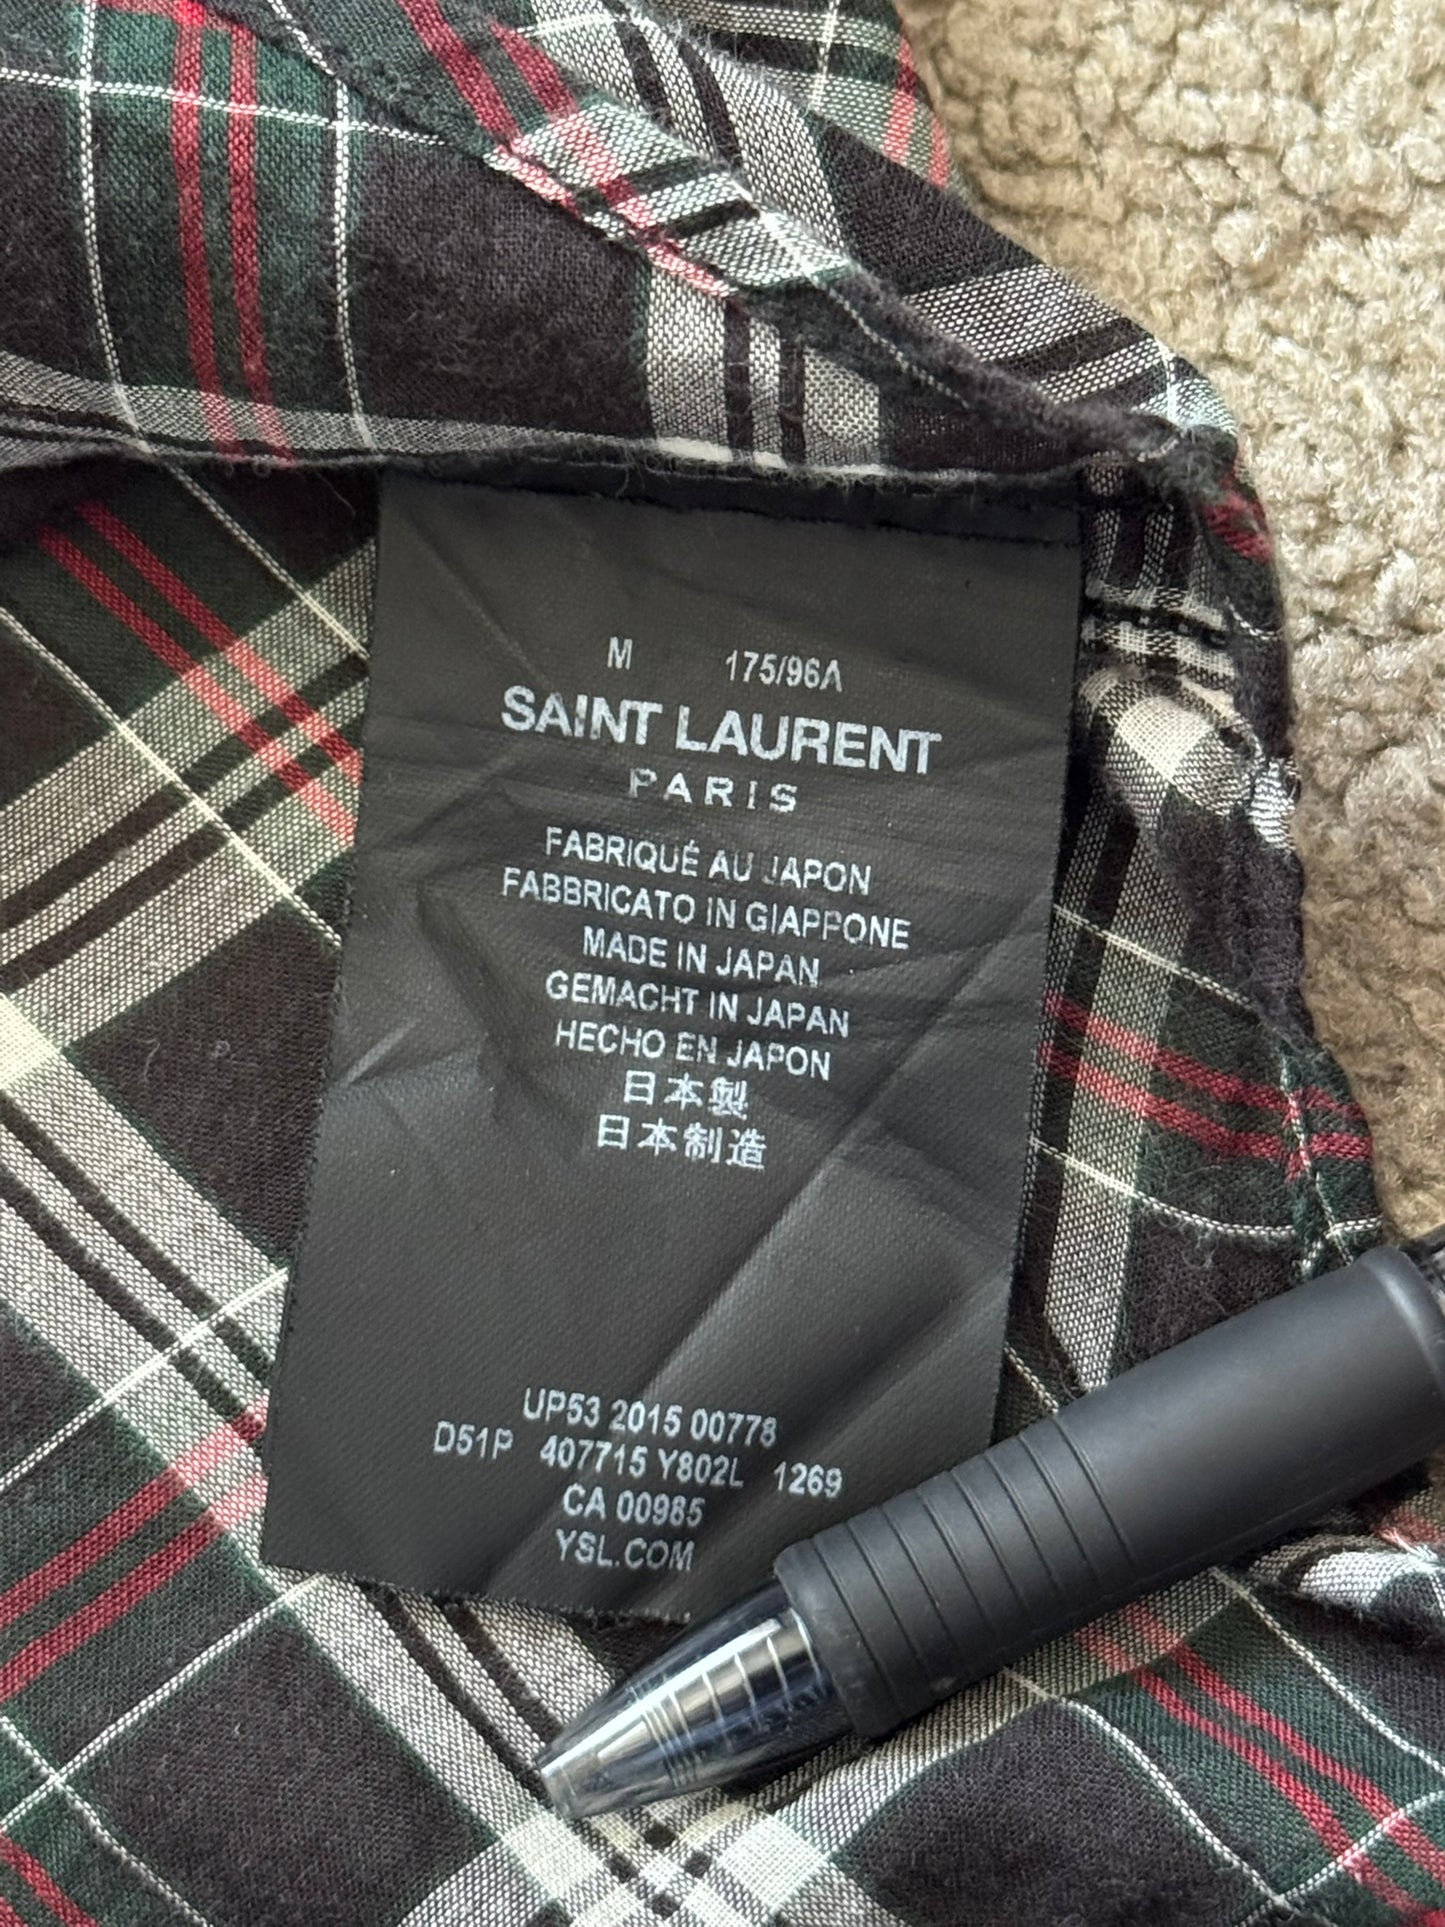 M 175/96A
SAINT LAURENT
PARIS
FABRIQUÉ AU JAPON
FABBRICATO IN GIAPPONE
MADE IN JAPAN
GEMACHT IN JAPAN
HECHO EN JAPON
日本製
日本制造
UP53 2015 00778
D51P 407715 Y802L 1269
CA 00985
YSL.COM